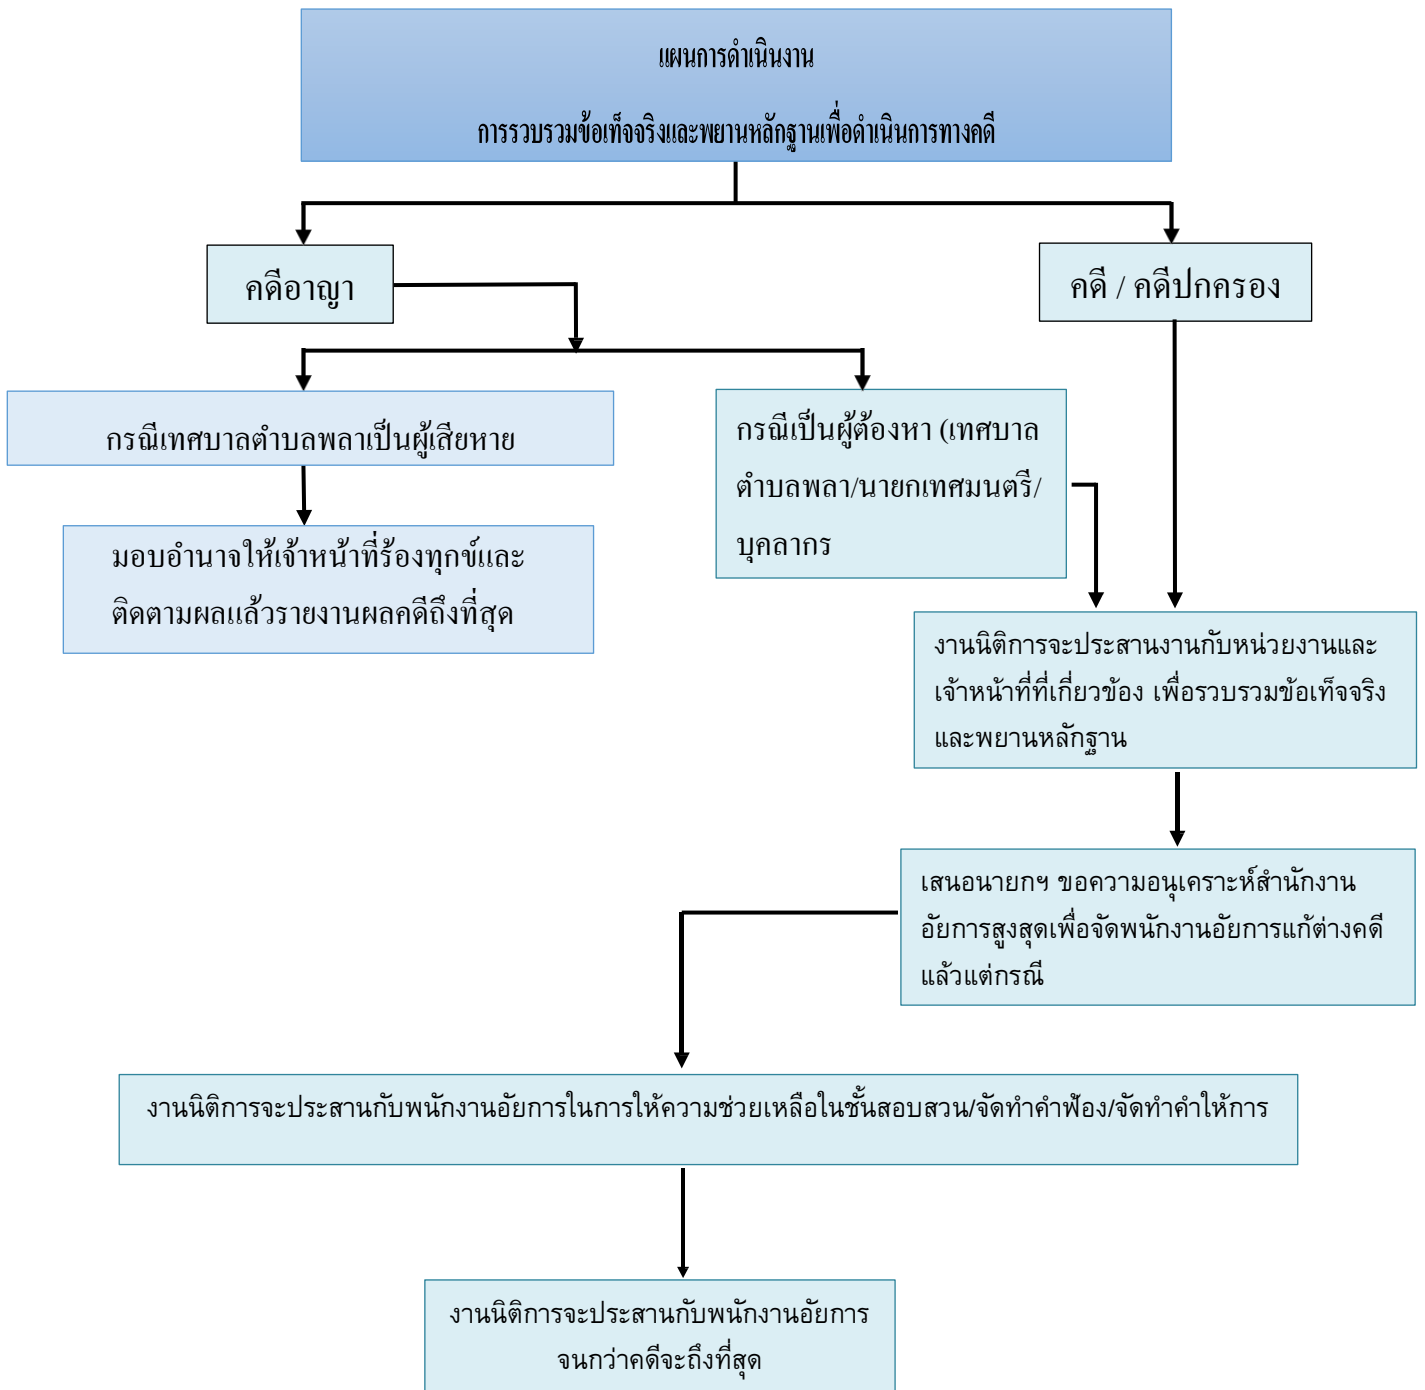 แผนการดำเนินงาน
การรวบรวมข้อเท็จจริงและพยานหลักฐานเพื่อดำเนินการทางคดี
คดีอาญา
คดี / คดีปกครอง
กรณีเทศบาลตำบลพลาเป็นผู้เสียหาย
กรณีเป็นผู้ต้องหา (เทศบาล
ตำบลพลา/นายกเทศมนตรี/
บุคลากร
มอบอำนาจให้เจ้าหน้าที่ร้องทุกข์และ
ติดตามผลแล้วรายงานผลคดีถึงที่สุด
งานนิติการจะประสานงานกับหน่วยงานและ
เจ้าหน้าที่ที่เกี่ยวข้อง เพื่อรวบรวมข้อเท็จจริง
และพยานหลักฐาน
เสนอนายกฯ ขอความอนุเคราะห์สำนักงาน
อัยการสูงสุดเพื่อจัดพนักงานอัยการแก้ต่างคดี
แล้วแต่กรณี
งานนิติการจะประสานกับพนักงานอัยการในการให้ความช่วยเหลือในชั้นสอบสวน/จัดทำคำฟ้อง/จัดทำคำให้การ
งานนิติการจะประสานกับพนักงานอัยการ
จนกว่าคดีจะถึงที่สุด